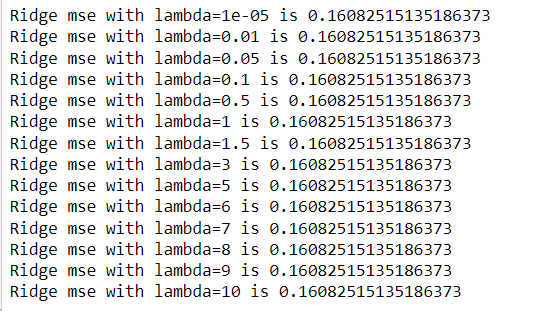 Ridge mse with lambda=1e-05 is 0.16082515135186373
Ridge mse with lambda=0.01 is 0.16082515135186373
Ridge mse with lambda=0.05 is 0.16082515135186373
Ridge mse with lambda=0.1 is 0.16082515135186373
Ridge mse with lambda=0.5 is 0.16082515135186373
Ridge mse with lambda=1 is 0.16082515135186373
Ridge mse with lambda=1.5 is 0.16082515135186373
Ridge mse with lambda=3 is 0.16082515135186373
Ridge mse with lambda=5 is 0.16082515135186373
Ridge mse with lambda=6 is 0.16082515135186373
Ridge mse with lambda=7 is 0.16082515135186373
Ridge mse with lambda=8 is 0.16082515135186373
Ridge mse with lambda=9 is 0.16082515135186373
Ridge mse with lambda=10 is 0.16082515135186373